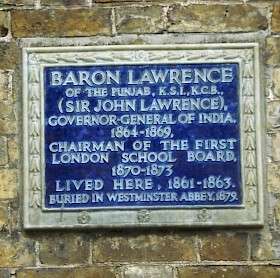 BARON LAWRENCE
OF THE PUNJAB, K.S.I., K.C.B.,
(SIR JOHN LAWRENCE),
GOVERNOR-GENERAL OF INDIA.
1864-1869,
CHAIRMAN OF THE FIRST
LONDON SCHOOL BOARD,
1870-1873
LIVED HERE, 1861-1863.
BURIED IN WESTMINSTER ABBEY, 1879.